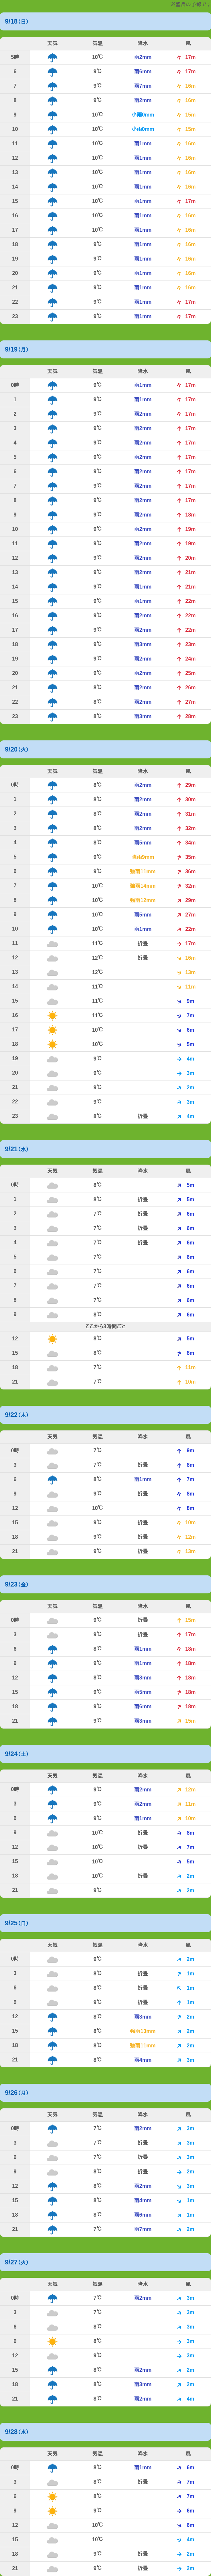 ※登山の予報です
9/18(日)
天気 気温 降水 風
5時 10℃ 雨2mm 17m
6 9℃ 雨6mm 17m
7 9℃ 雨7mm 16m
8 9℃ 雨2mm 16m
9 10℃ 小雨0mm 15m
10 10℃ 小雨0mm 15m
11 10℃ 雨1mm 16m
12 10℃ 雨1mm 16m
13 10℃ 雨1mm 16m
14 10℃ 雨1mm 16m
15 10℃ 雨1mm 17m
16 10℃ 雨1mm 16m
17 10℃ 雨1mm 16m
18 9℃ 雨1mm 16m
19 9℃ 雨1mm 16m
20 9℃ 雨1mm 16m
21 9℃ 雨1mm 16m
22 9℃ 雨1mm 17m
23 9℃ 雨1mm 17m
9/19(月)
天気 気温 降水 風
0時 9℃ 雨1mm 17m
1 9℃ 雨1mm 17m
2 9℃ 雨2mm 17m
3 9℃ 雨2mm 17m
4 9℃ 雨2mm 17m
5 9℃ 雨2mm 17m
6 9℃ 雨2mm 17m
7 9℃ 雨2mm 17m
8 9℃ 雨2mm 17m
9 9℃ 雨2mm 18m
10 9℃ 雨2mm 19m
11 9℃ 雨2mm 19m
12 9℃ 雨2mm 20m
13 9℃ 雨2mm 21m
14 9℃ 雨1mm 21m
15 9℃ 雨1mm 22m
16 9℃ 雨2mm 22m
17 9℃ 雨2mm 22m
18 9℃ 雨3mm 23m
19 9℃ 雨2mm 24m
20 9℃ 雨2mm 25m
21 9℃ 雨2mm 26m
22 9℃ 雨2mm 27m
23 9℃ 雨3mm 28m
9/20(火)
天気 気温 降水 風
0時 8℃ 雨2mm 29m
1 8℃ 雨2mm 30m
2 8℃ 雨2mm 31m
3 8℃ 雨2mm 32m
4 8℃ 雨5mm 34m
5 9℃ 強雨9mm 35m
6 9℃ 強雨11mm 36m
7 10℃ 強雨14mm 32m
8 10℃ 強雨12mm 29m
9 10℃ 雨5mm 27m
10 10℃ 雨1mm 22m
11 11℃ 折畳 17m
12 12℃ 折畳 16m
13 12℃ 13m
14 11℃ 11m
15 11℃ 9m
16 11℃ 7m
17 10℃ 6m
18 10℃ 5m
19 9℃ 4m
20 9℃ 3m
21 9℃ 2m
22 9℃ 3m
23 8℃ 折畳 4m
9/21(水)
天気 気温 降水 風
0時 8℃ 5m
1 8℃ 折畳 5m
2 7℃ 折畳 6m
3 7℃ 折畳 6m
4 7℃ 折畳 6m
5 7℃ 6m
6 7℃ 6m
7 7℃ 6m
8 7℃ 6m
9 8℃ 6m
ここから3時間ごと
12 8℃ 5m
15 8℃ 8m
18 7℃ 11m
21 7℃ 10m
9/22(木)
天気 気温 降水 風
0時 7℃ 9m
3 7℃ 折畳 8m
6 8℃ 雨1mm 7m
9 9℃ 折畳 8m
12 10℃ 8m
15 9℃ 折畳 10m
18 9℃ 折畳 12m
21 9℃ 折畳 13m
9/23(金)
天気 気温 降水 風
0時 9℃ 折畳 15m
3 8℃ 折畳 17m
6 8℃ 雨1mm 18m
9 8℃ 雨1mm 18m
12 8℃ 雨3mm 18m
15 9℃ 雨5mm 18m
18 9℃ 雨6mm 18m
21 9℃ 雨3mm 15m
9/24(土)
天気 気温 降水 風
0時 9℃ 雨2mm 12m
3 9℃ 雨2mm 11m
6 8℃ 雨1mm 10m
9 10℃ 折畳 8m
12 10℃ 折畳 7m
15 10℃ 5m
18 10℃ 折畳 2m
21 9℃ 2m
9/25(日)
天気 気温 降水 風
0時 9℃ 2m
3 8℃ 折畳 1m
6 8℃ 折畳 1m
9 8℃ 折畳 1m
12 8℃ 雨3mm 2m
15 8℃ 強雨13mm 2m
18 8℃ 強雨11mm 2m
21 8℃ 雨4mm 3m
9/26(月)
天気 気温 降水 風
0時 7℃ 雨2mm 3m
3 7℃ 折畳 3m
6 7℃ 折畳 3m
9 8℃ 折畳 2m
12 8℃ 雨2mm 3m
15 8℃ 雨4mm 1m
18 8℃ 雨6mm 1m
21 7℃ 雨7mm 2m
9/27(火)
天気 気温 降水 風
0時 7℃ 雨2mm 3m
3 7℃ 3m
6 8℃ 3m
9 8℃ 3m
12 9℃ 3m
15 8℃ 雨2mm 2m
18 8℃ 雨3mm 2m
21 8℃ 雨2mm 4m
9/28(水)
天気 気温 降水 風
0時 8℃ 雨1mm 6m
3 8℃ 折畳 7m
6 8℃ 7m
9 9℃ 6m
12 10℃ 6m
15 10℃ 4m
18 9℃ 折畳 2m
21 9℃ 折畳 2m